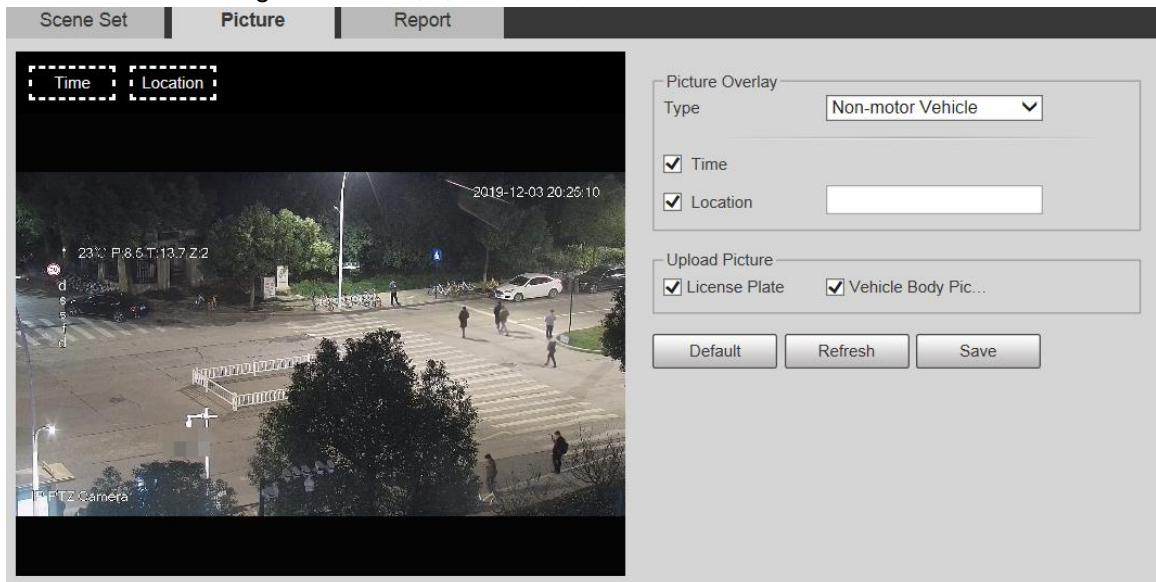 Scene Set Picture Report
Time Location
2019-12-03 20:25:10
23℃ P:8.5 T:13.7 Z:2
d
s
s
f
d
PTZ Camera
Picture Overlay
Type Non-motor Vehicle
Time
Location
Upload Picture
License Plate Vehicle Body Pic...
Default Refresh Save